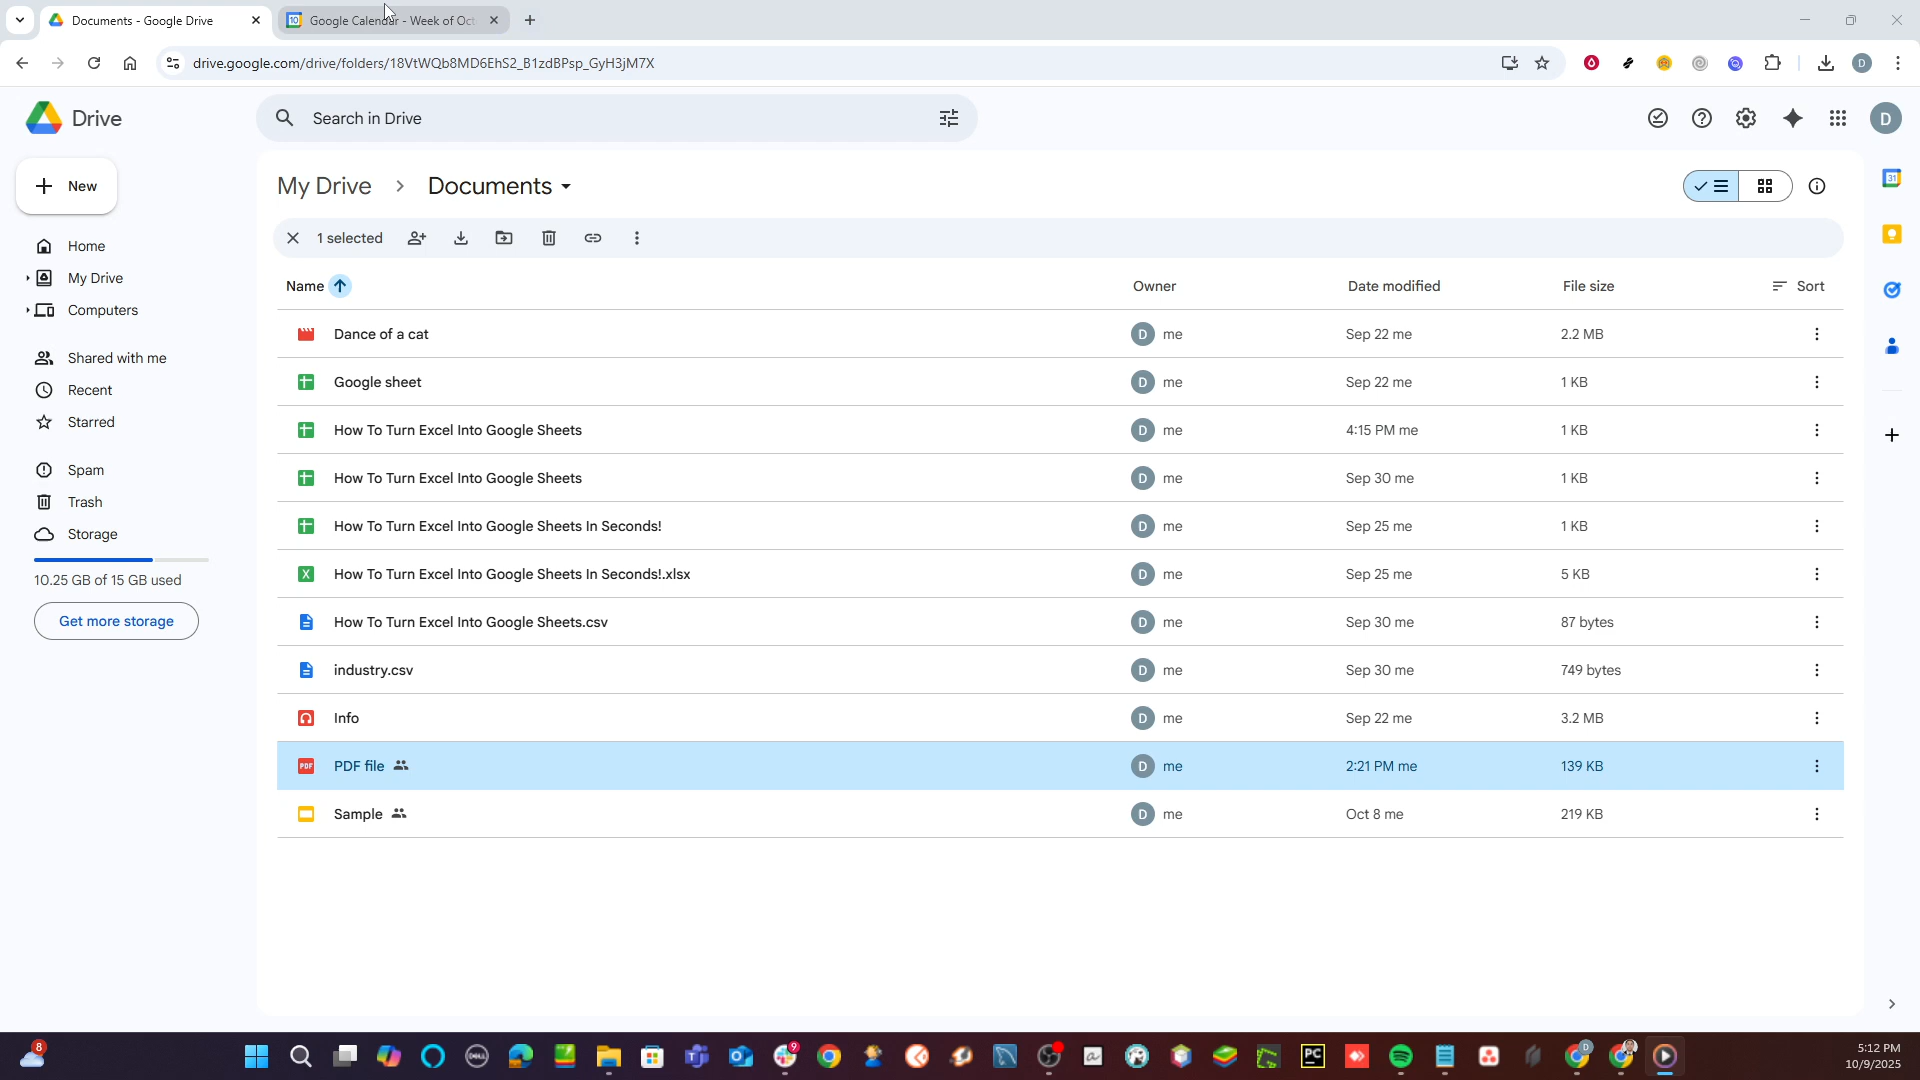 Documents - Google Drive
Google Calendar - Week of Oct
drive.google.com/drive/folders/18VtWQb8MD6EhS2_B1zdBPsp_GyH3jM7X
D
Drive
Search in Drive
D
New
My Drive > Documents
31
1 selected
Home
My Drive
Computers
Name Owner Date modified File size Sort
Dance of a cat D me Sep 22 me 2.2 MB
Shared with me
Google sheet D me Sep 22 me 1 KB
Recent
Starred
How To Turn Excel Into Google Sheets D me 4:15 PM me 1 KB
Spam
How To Turn Excel Into Google Sheets D me Sep 30 me 1 KB
Trash
How To Turn Excel Into Google Sheets In Seconds! D me Sep 25 me 1 KB
Storage
X How To Turn Excel Into Google Sheets In Seconds!.xlsx D me Sep 25 me 5 KB
10.25 GB of 15 GB used
Get more storage
How To Turn Excel Into Google Sheets.csv D me Sep 30 me 87 bytes
industry.csv D me Sep 30 me 749 bytes
Info D me Sep 22 me 3.2 MB
PDF PDF file D me 2:21 PM me 139 KB
Sample D me Oct 8 me 219 KB
8
DELL
9
PC
D
5:12 PM
10/9/2025